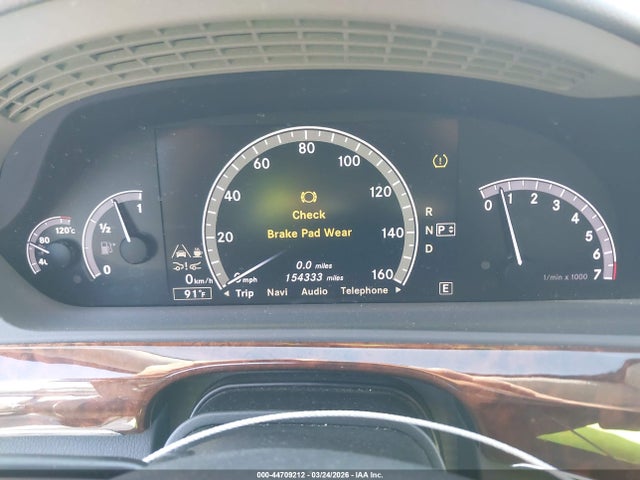 80
100
60
120
40
140
20
160
0 mph
Check
Brake Pad Wear
0.0 miles
154333 miles
Trip Navi Audio Telephone
120°C
80
1
½
0
0 km/h
91°F
R
N P
D
E
0 1 2 3 4 5 6 7
1/min x 1000
000-44709212 - 03/24/2026 - IAA Inc.